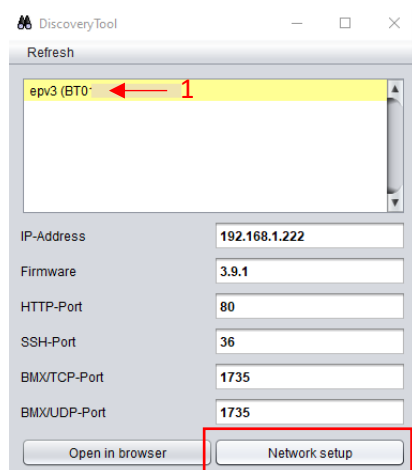 DiscoveryTool
Refresh
epv3 (BT01 1
IP-Address 192.168.1.222
Firmware 3.9.1
HTTP-Port 80
SSH-Port 36
BMX/TCP-Port 1735
BMX/UDP-Port 1735
Open in browser Network setup